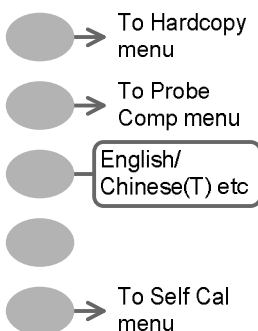 To Hardcopy
menu
To Probe
Comp menu
English/
Chinese(T) etc
To Self Cal
menu